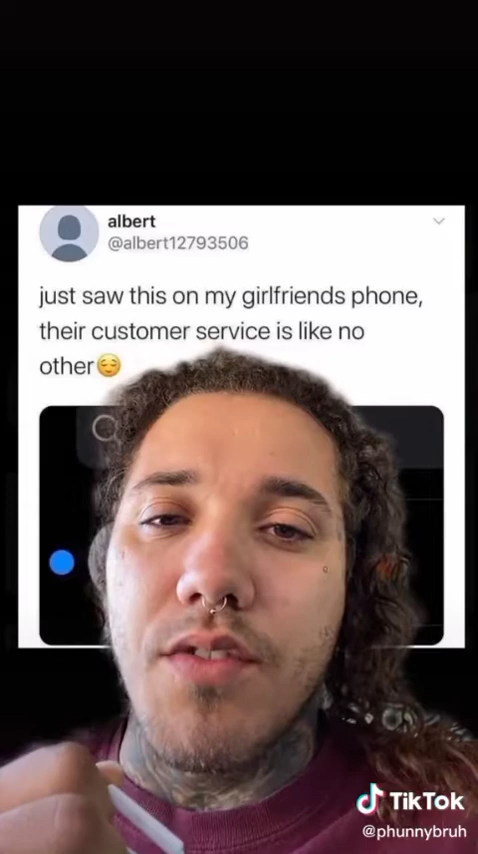 albert
@albert12793506
just saw this on my girlfriends phone,
their customer service is like no
other😌
TikTok
@phunnybruh